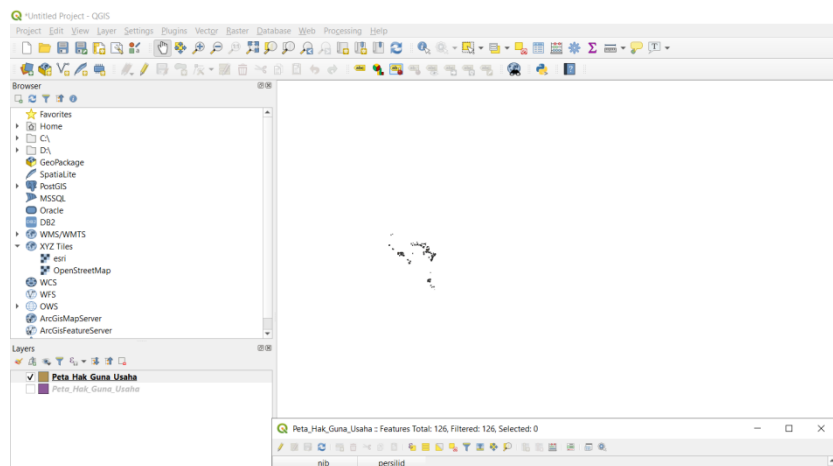 *Untitled Project - QGIS
Project Edit View Layer Settings Plugins Vector Raster Database Web Processing Help
Browser
Favorites
Home
C:\
D:\
GeoPackage
SpatiaLite
PostGIS
MSSQL
Oracle
DB2
WMS/WMTS
XYZ Tiles
esri
OpenStreetMap
WCS
WFS
OWS
ArcGisMapServer
ArcGisFeatureServer
Layers
Peta_Hak_Guna_Usaha
Peta_Hak_Guna_Usaha
Peta_Hak_Guna_Usaha :: Features Total: 126, Filtered: 126, Selected: 0
nib persilid